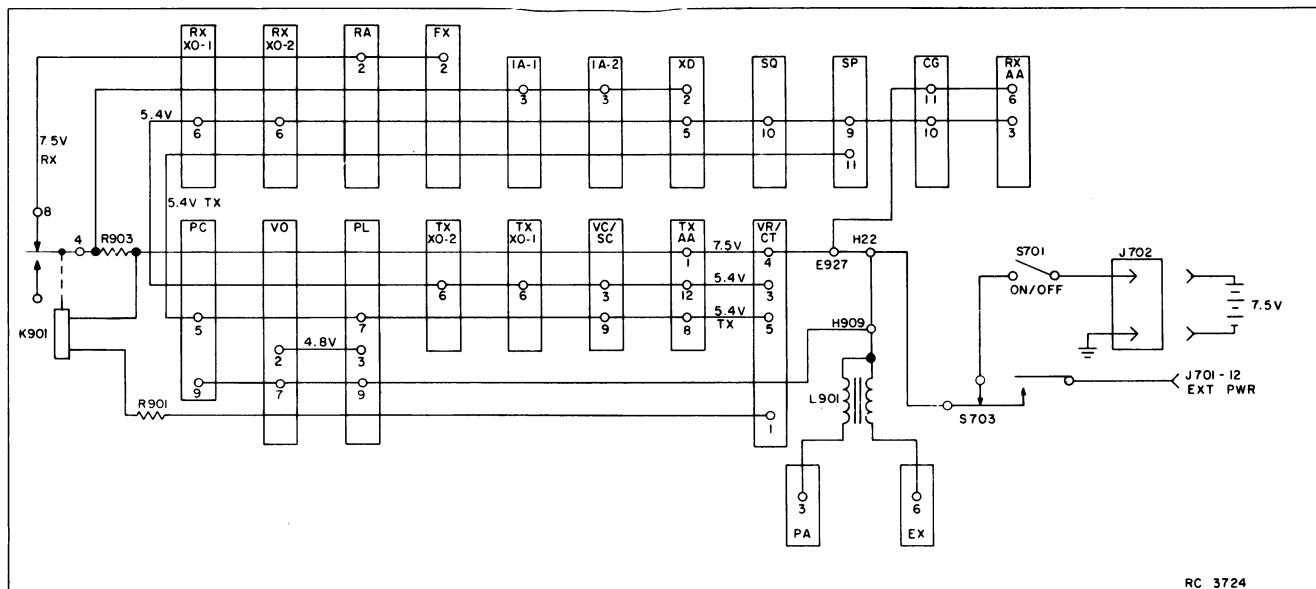 RX
XO-1
RX
XO-2
RA
FX
2
2
IA-1
IA-2
XD
SQ
SP
CG
RX
AA
3
3
2
11
6
5.4V
6
6
5
10
9
10
3
7.5V
RX
11
5.4V TX
8
4
R903
PC
VO
PL
TX
XO-2
TX
XO-1
VC/
SC
TX
AA
7.5V
VR/
CT
1
4
E927
H22
S701
ON/OFF
J702
7.5V
6
6
3
12
5.4V
3
5
7
9
8
5.4V
TX
5
H909
K901
4.8V
2
3
9
7
9
J701-12
EXT PWR
R901
L901
S703
1
3
PA
6
EX
RC 3724